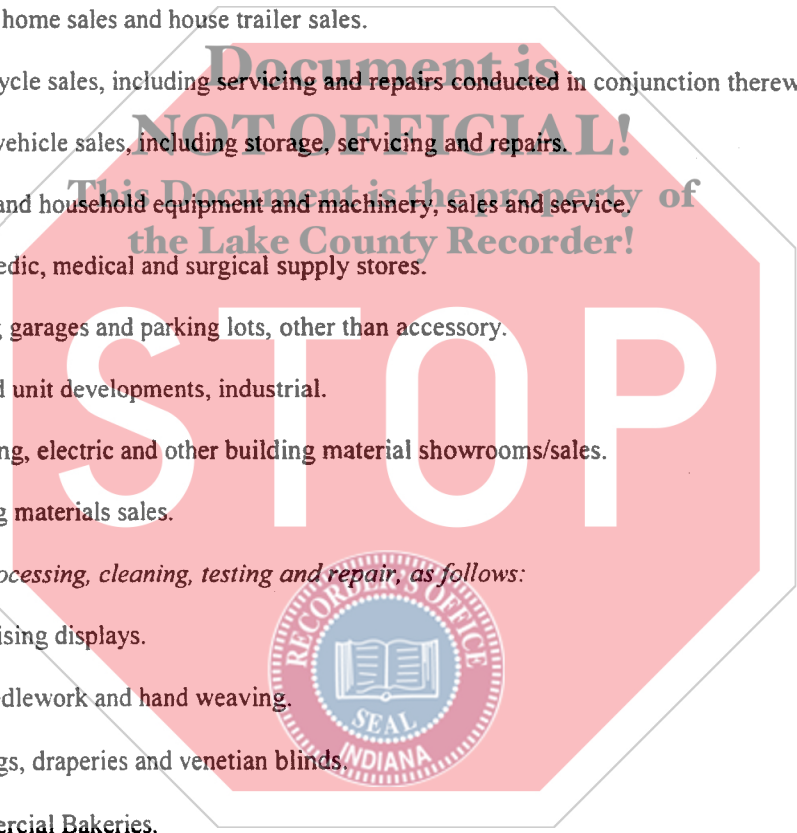 home sales and house trailer sales.
Document is
ycle sales, including servicing and repairs conducted in conjunction therew
NOT OFFICIAL!
vehicle sales, including storage, servicing and repairs.
This Document is the property of
and household equipment and machinery, sales and service.
the Lake County Recorder!
edic, medical and surgical supply stores.
g garages and parking lots, other than accessory.
STOP
d unit developments, industrial.
ng, electric and other building material showrooms/sales.
g materials sales.
ocessing, cleaning, testing and repair, as follows:
RECORDER'S OFFICE
ising displays.
dlework and hand weaving.
SEAL
INDIANA
gs, draperies and venetian blinds.
ercial Bakeries.